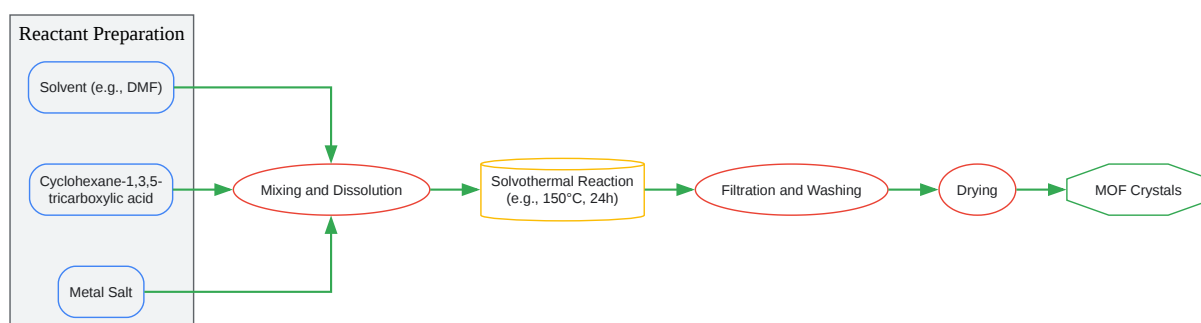 Reactant Preparation
Solvent (e.g., DMF)
Cyclohexane-1,3,5-
tricarboxylic acid
Metal Salt
Mixing and Dissolution
Solvothermal Reaction
(e.g., 150°C, 24h)
Filtration and Washing
Drying
MOF Crystals